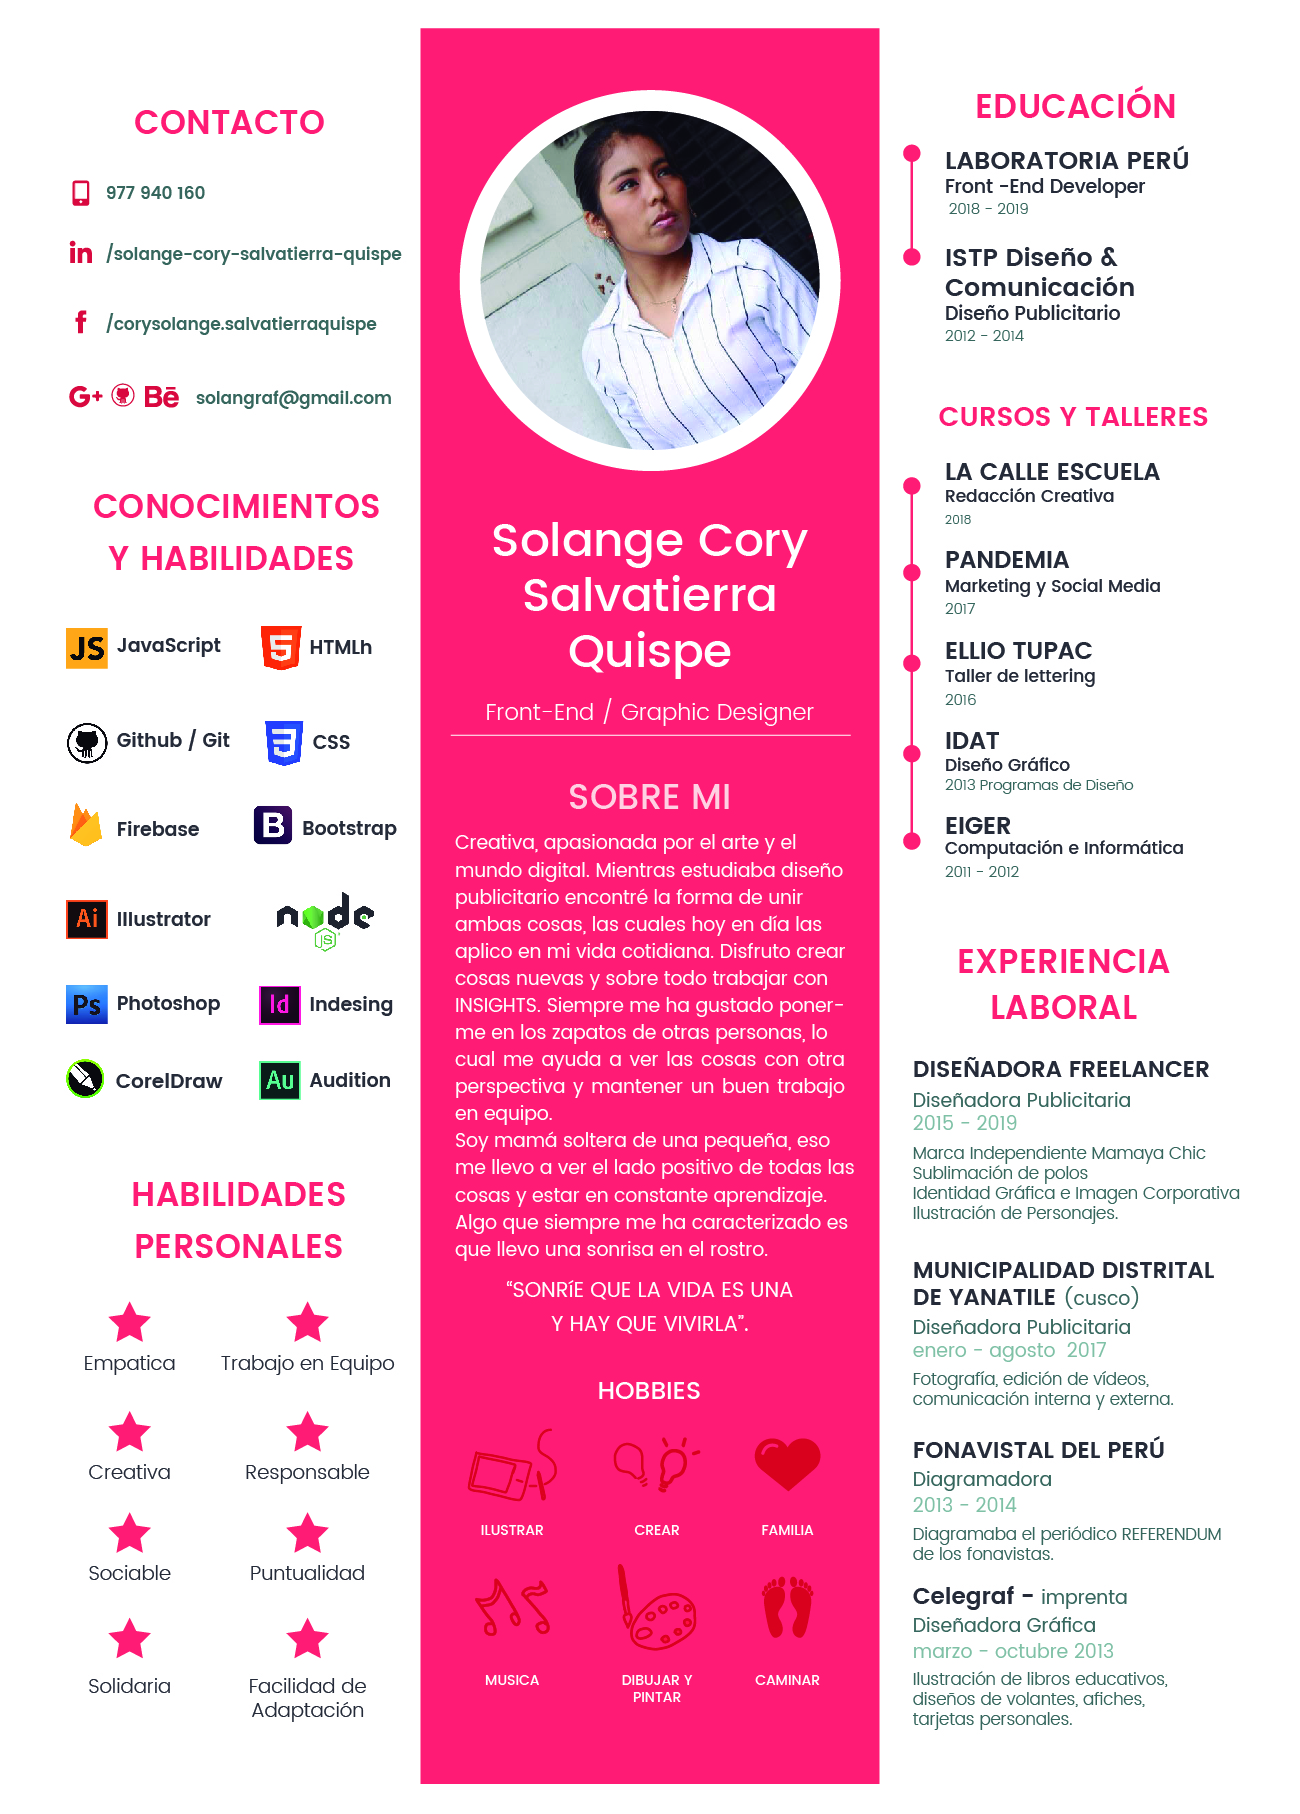 CONTACTO
977 940 160
in /solange-cory-salvatierra-quispe
f /corysolange.salvatierraquispe
G+ Bē solangraf@gmail.com
CONOCIMIENTOS
Y HABILIDADES
JS JavaScript
5 HTMLh
Github / Git
3 CSS
Firebase
B Bootstrap
Ai Illustrator
node
JS
Ps Photoshop
Id Indesing
CorelDraw
Au Audition
HABILIDADES
PERSONALES
Empatica
Trabajo en Equipo
Creativa
Responsable
Sociable
Puntualidad
Solidaria
Facilidad de
Adaptación
Solange Cory
Salvatierra
Quispe
Front-End / Graphic Designer
SOBRE MI
Creativa, apasionada por el arte y el
mundo digital. Mientras estudiaba diseño
publicitario encontré la forma de unir
ambas cosas, las cuales hoy en día las
aplico en mi vida cotidiana. Disfruto crear
cosas nuevas y sobre todo trabajar con
INSIGHTS. Siempre me ha gustado poner-
me en los zapatos de otras personas, lo
cual me ayuda a ver las cosas con otra
perspectiva y mantener un buen trabajo
en equipo.
Soy mamá soltera de una pequeña, eso
me llevo a ver el lado positivo de todas las
cosas y estar en constante aprendizaje.
Algo que siempre me ha caracterizado es
que llevo una sonrisa en el rostro.
“SONRíE QUE LA VIDA ES UNA
Y HAY QUE VIVIRLA”.
HOBBIES
ILUSTRAR
CREAR
FAMILIA
MUSICA
DIBUJAR Y
PINTAR
CAMINAR
EDUCACIÓN
LABORATORIA PERÚ
Front -End Developer
2018 - 2019
ISTP Diseño &
Comunicación
Diseño Publicitario
2012 - 2014
CURSOS Y TALLERES
LA CALLE ESCUELA
Redacción Creativa
2018
PANDEMIA
Marketing y Social Media
2017
ELLIO TUPAC
Taller de lettering
2016
IDAT
Diseño Gráfico
2013 Programas de Diseño
EIGER
Computación e Informática
2011 - 2012
EXPERIENCIA
LABORAL
DISEÑADORA FREELANCER
Diseñadora Publicitaria
2015 - 2019
Marca Independiente Mamaya Chic
Sublimación de polos
Identidad Gráfica e Imagen Corporativa
Ilustración de Personajes.
MUNICIPALIDAD DISTRITAL
DE YANATILE (cusco)
Diseñadora Publicitaria
enero - agosto 2017
Fotografía, edición de vídeos,
comunicación interna y externa.
FONAVISTAL DEL PERÚ
Diagramadora
2013 - 2014
Diagramaba el periódico REFERENDUM
de los fonavistas.
Celegraf - imprenta
Diseñadora Gráfica
marzo - octubre 2013
Ilustración de libros educativos,
diseños de volantes, afiches,
tarjetas personales.